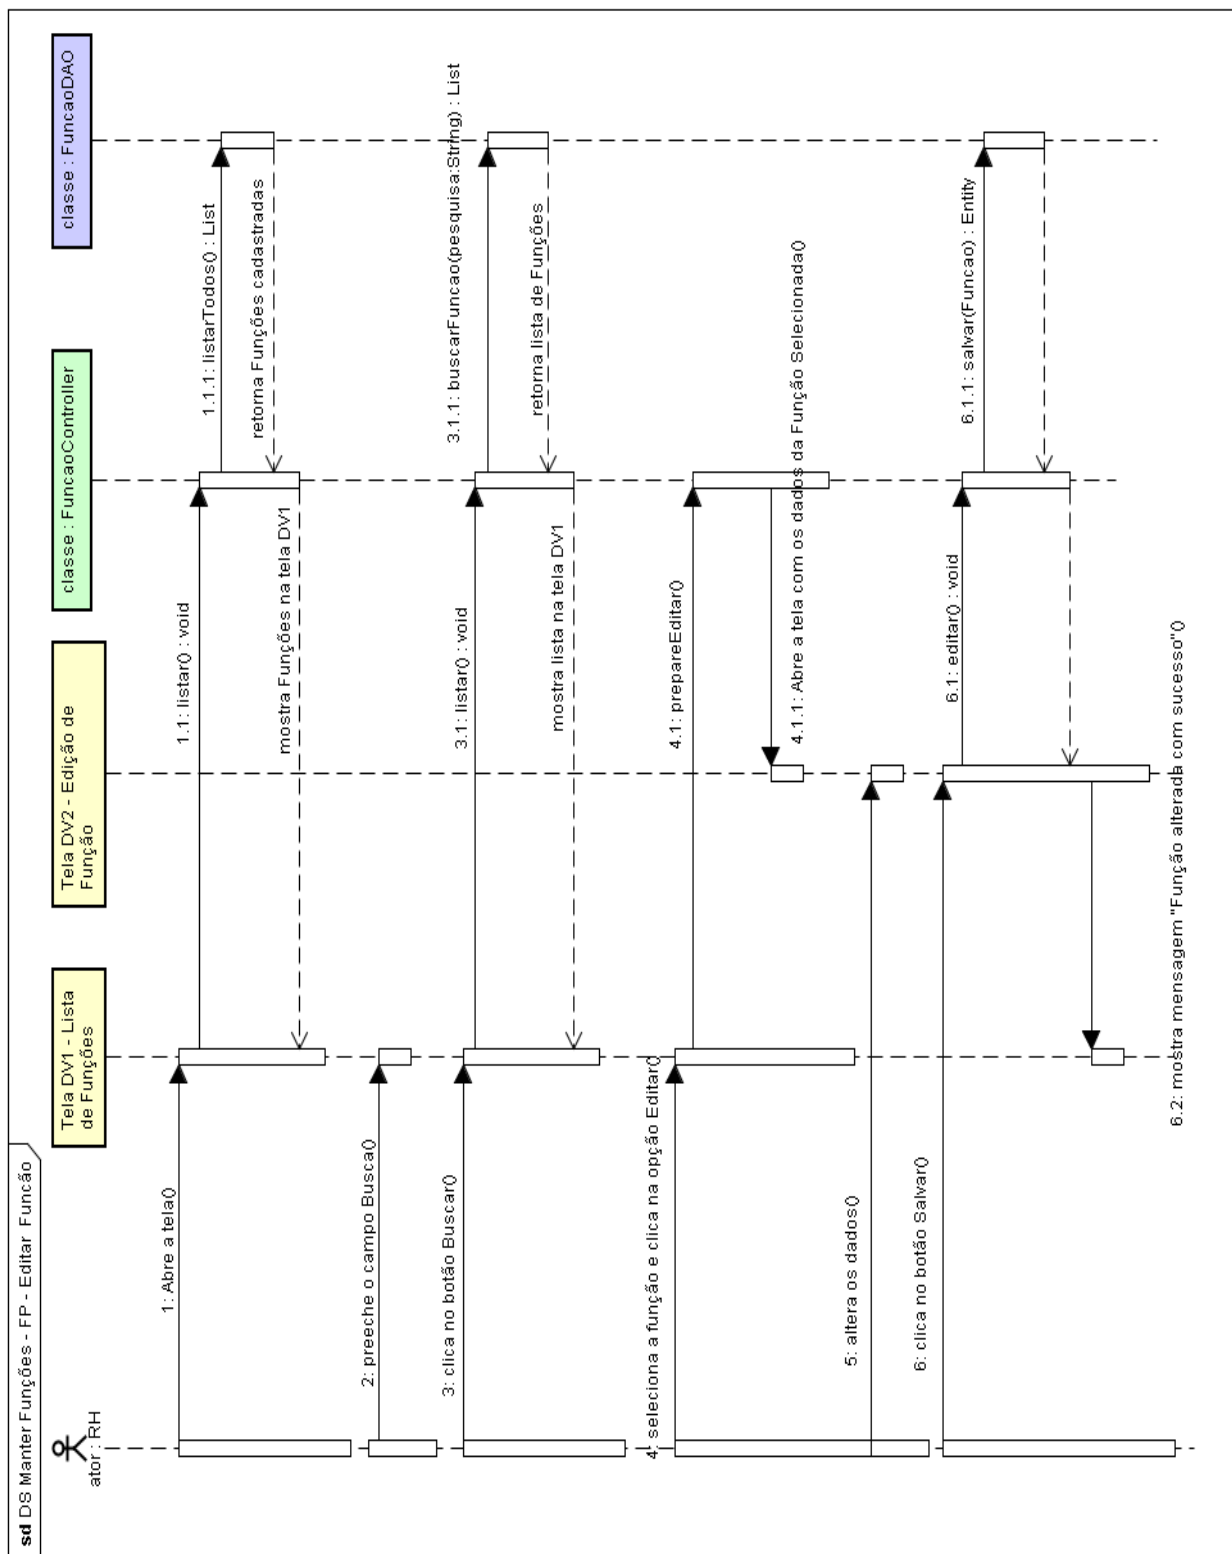 sd DS Manter Funções - FP - Editar Funcão
ator : RH
Tela DV1 - Lista
de Funções
Tela DV2 - Edição de
Função
classe : FuncaoController
classe : FuncaoDAO
1: Abre a tela()
1.1: listar() : void
1.1.1: listarTodos() : List
retorna Funções cadastradas
mostra Funções na tela DV1
2: preeche o campo Busca()
3: clica no botão Buscar()
3.1: listar() : void
3.1.1: buscarFuncao(pesquisa:String) : List
retorna lista de Funções
mostra lista na tela DV1
4: seleciona a função e clica na opção Editar()
4.1: prepareEditar()
4.1.1: Abre a tela com os dados da Função Selecionada()
5: altera os dados()
6: clica no botão Salvar()
6.1: editar() : void
6.1.1: salvar(Funcao) : Entity
6.2: mostra mensagem "Função alterada com sucesso"()